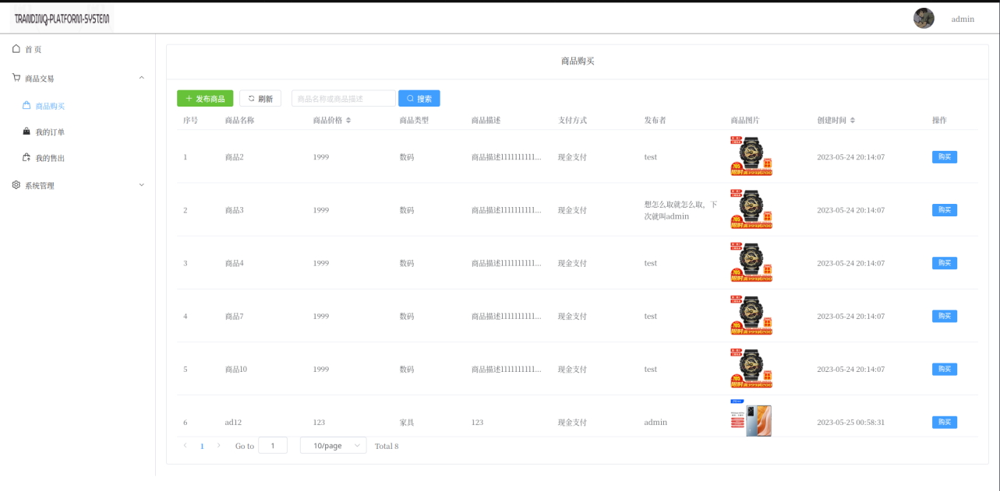 TRANDINQ-PLATFORM-SYSTEM
admin
首页
商品交易
商品购买
我的订单
我的售出
系统管理
商品购买
发布商品 刷新 商品名称或商品描述 搜索
序号 商品名称 商品价格 商品类型 商品描述 支付方式 发布者 商品图片 创建时间 操作
1 商品2 1999 数码 商品描述1111111111... 现金支付 test 2023-05-24 20:14:07 购买
2 商品3 1999 数码 商品描述1111111111... 现金支付 想怎么取就怎么取，下
次就叫admin 2023-05-24 20:14:07 购买
3 商品4 1999 数码 商品描述1111111111... 现金支付 test 2023-05-24 20:14:07 购买
4 商品7 1999 数码 商品描述1111111111... 现金支付 test 2023-05-24 20:14:07 购买
5 商品10 1999 数码 商品描述1111111111... 现金支付 test 2023-05-24 20:14:07 购买
6 ad12 123 家具 123 现金支付 admin 2023-05-25 00:58:31 购买
1 Go to 1 10/page Total 8